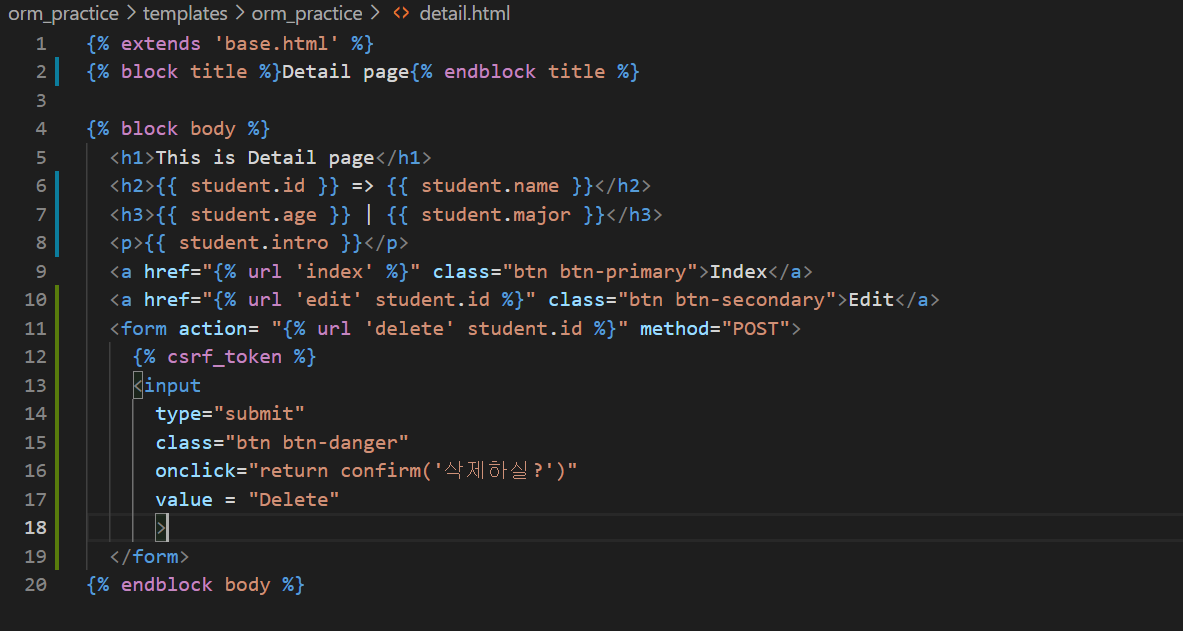 orm_practice > templates > orm_practice > <> detail.html
1 {% extends 'base.html' %}
2 {% block title %}Detail page{% endblock title %}
3
4 {% block body %}
5   <h1>This is Detail page</h1>
6   <h2>{{ student.id }} => {{ student.name }}</h2>
7   <h3>{{ student.age }} | {{ student.major }}</h3>
8   <p>{{ student.intro }}</p>
9   <a href="{% url 'index' %}" class="btn btn-primary">Index</a>
10   <a href="{% url 'edit' student.id %}" class="btn btn-secondary">Edit</a>
11   <form action= "{% url 'delete' student.id %}" method="POST">
12     {% csrf_token %}
13     <input
14       type="submit"
15       class="btn btn-danger"
16       onclick="return confirm('삭제하실?')"
17       value = "Delete"
18       >
19   </form>
20 {% endblock body %}